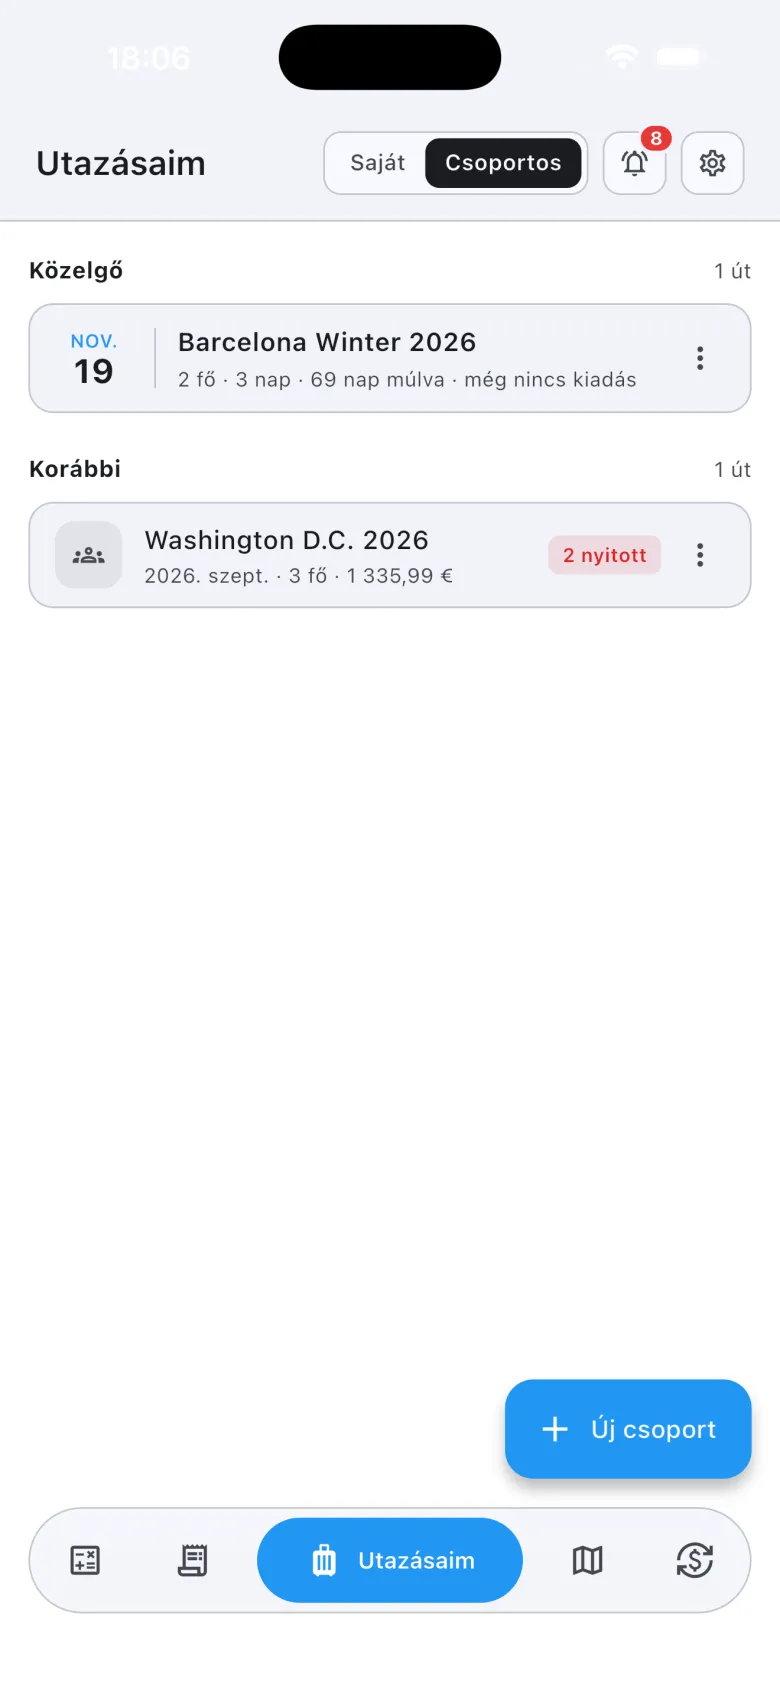 18:06
Utazásaim
Saját
Csoportos
8
Közelgő
1 út
NOV.
19
Barcelona Winter 2026
2 fő · 3 nap · 69 nap múlva · még nincs kiadás
Korábbi
1 út
Washington D.C. 2026
2026. szept. · 3 fő · 1 335,99 €
2 nyitott
Új csoport
Utazásaim